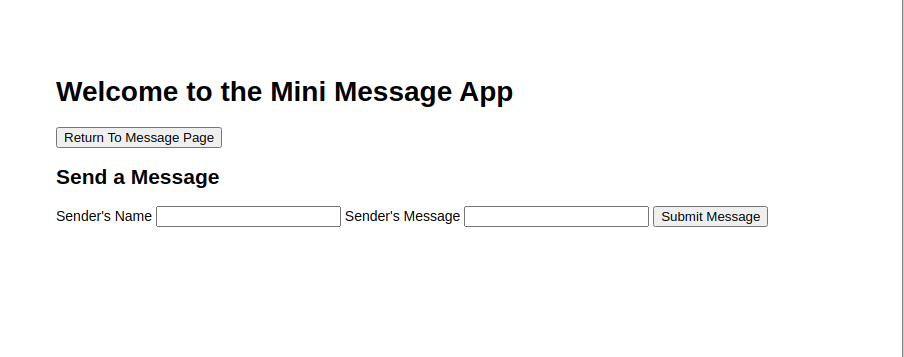 Welcome to the Mini Message App
Return To Message Page
Send a Message
Sender's Name Sender's Message Submit Message